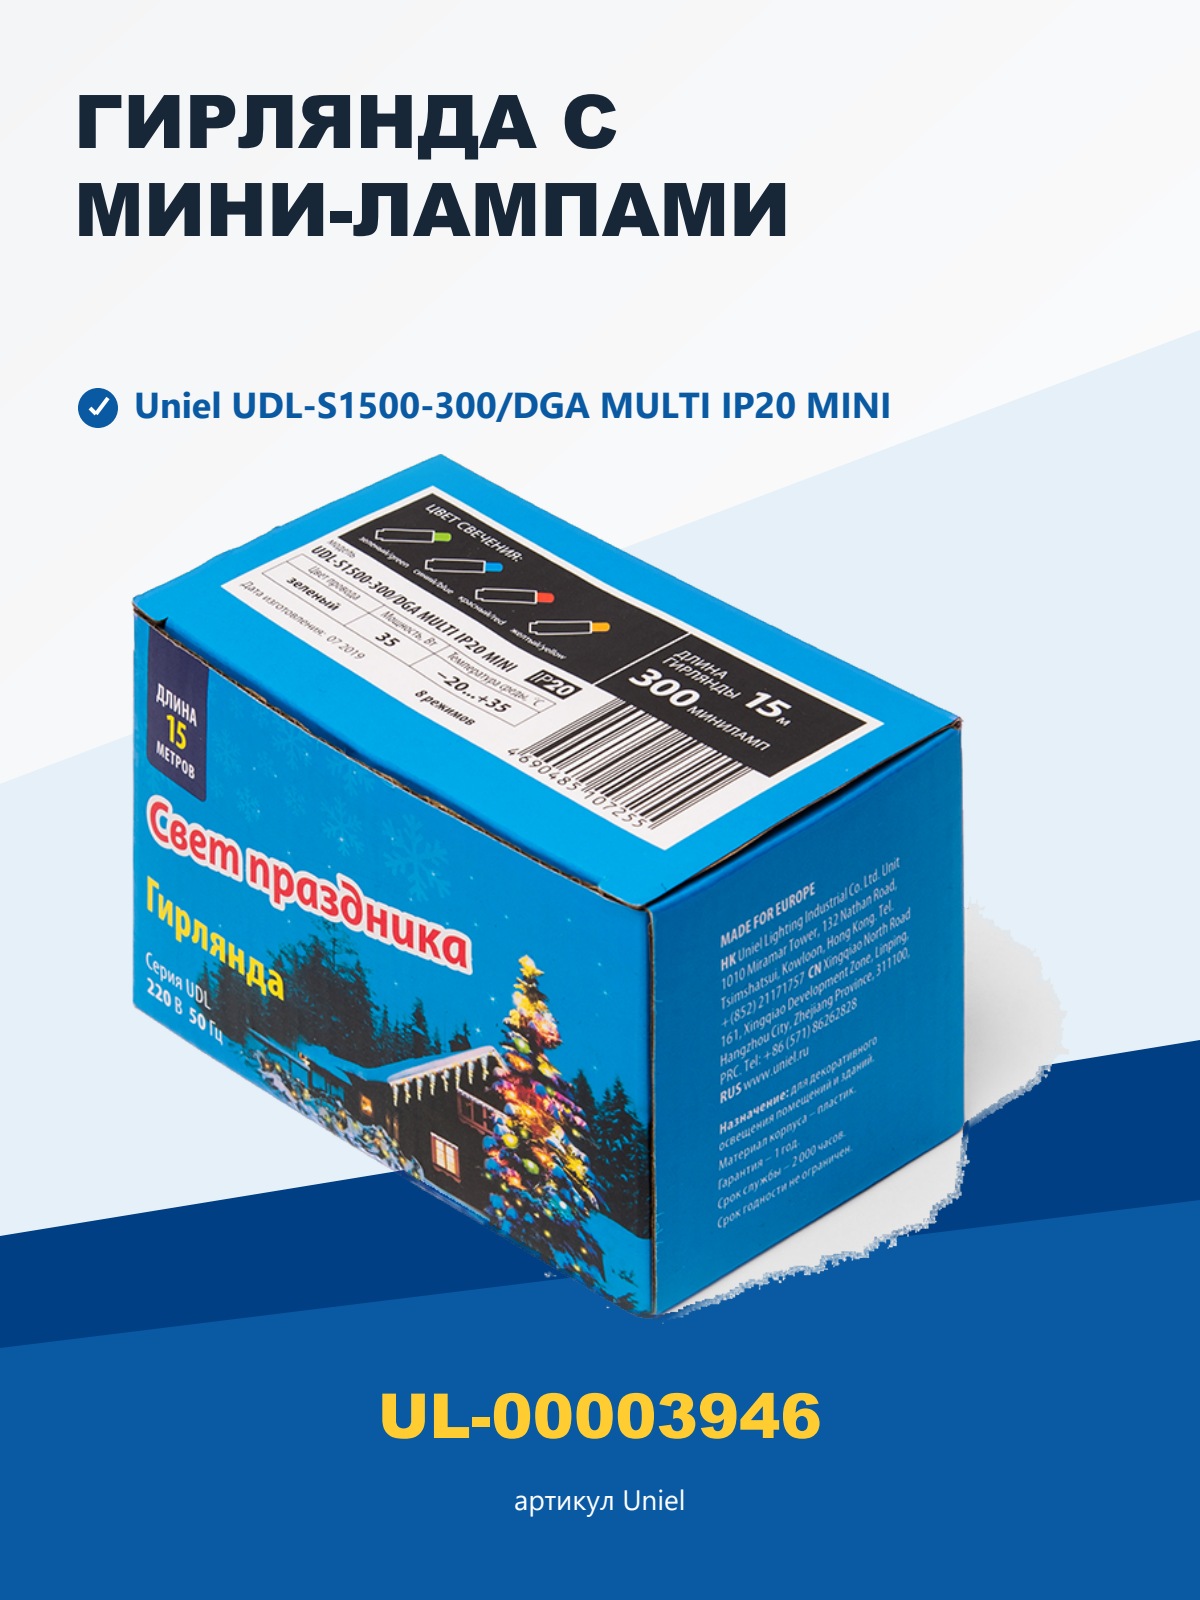 ГИРЛЯНДА С
МИНИ-ЛАМПАМИ
Uniel UDL-S1500-300/DGA MULTI IP20 MINI
ЦВЕТ СВЕЧЕНИЯ:
зеленый/green
синий/blue
красный/red
желтый/yellow
модель
UDL-S1500-300/DGA MULTI IP20 MINI
IP20
Цвет провода
Мощность, Вт
Температура среды, °C
зеленый
35
–20...+35
Дата изготовления: 07 2019
8 режимов
ДЛИНА
ГИРЛЯНДЫ 15 м
300 МИНИЛАМП
4690485107255
ДЛИНА
15
МЕТРОВ
Свет праздника
Гирлянда
Серия UDL
220 В 50 Гц
MADE FOR EUROPE
HK Uniel Lighting Industrial Co. Ltd. Unit
1010 Miramar Tower, 132 Nathan Road,
Tsimshatsui, Kowloon, Hong Kong. Tel.
+(852) 21171757 CN Xingqiao North Road
161, Xingqiao Development Zone, Linping,
Hangzhou City, Zhejiang Province, 311100,
PRC. Tel: +86 (571) 86262828
RUS www.uniel.ru
Назначение: для декоративного
освещения помещений и зданий.
Материал корпуса – пластик.
Гарантия – 1 год.
Срок службы – 2 000 часов.
Срок годности не ограничен.
UL-00003946
артикул Uniel